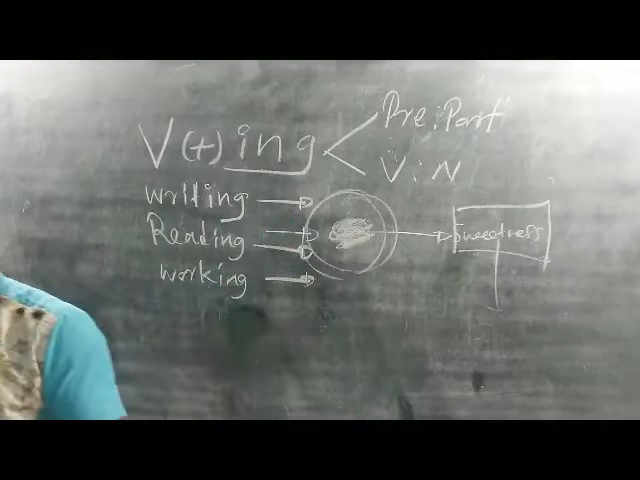 V(+)ing
Pre:Part
V:N
writing
Reading
sweetness
working